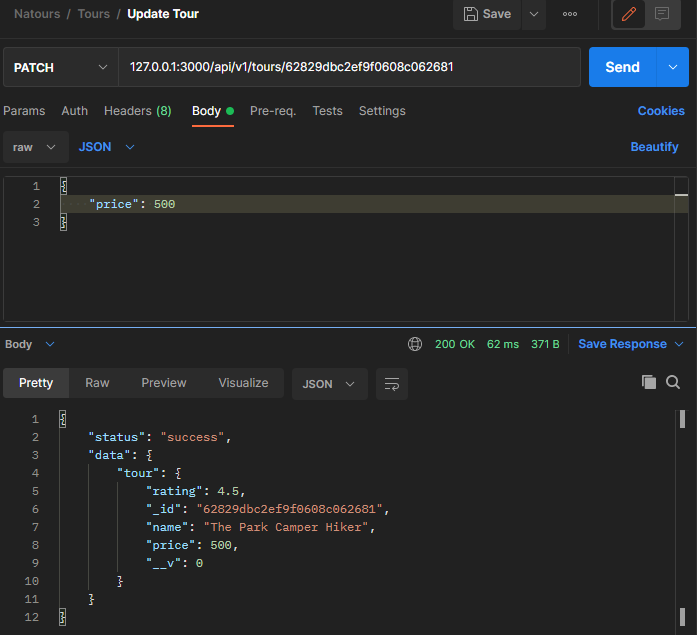 Natours / Tours / Update Tour Save
PATCH 127.0.0.1:3000/api/v1/tours/62829dbc2ef9f0608c062681 Send
Params Auth Headers (8) Body Pre-req. Tests Settings Cookies
raw JSON Beautify
1 {
2 "price": 500
3 }
Body 200 OK 62 ms 371 B Save Response
Pretty Raw Preview Visualize JSON
1 {
2 "status": "success",
3 "data": {
4 "tour": {
5 "rating": 4.5,
6 "_id": "62829dbc2ef9f0608c062681",
7 "name": "The Park Camper Hiker",
8 "price": 500,
9 "__v": 0
10 }
11 }
12 }